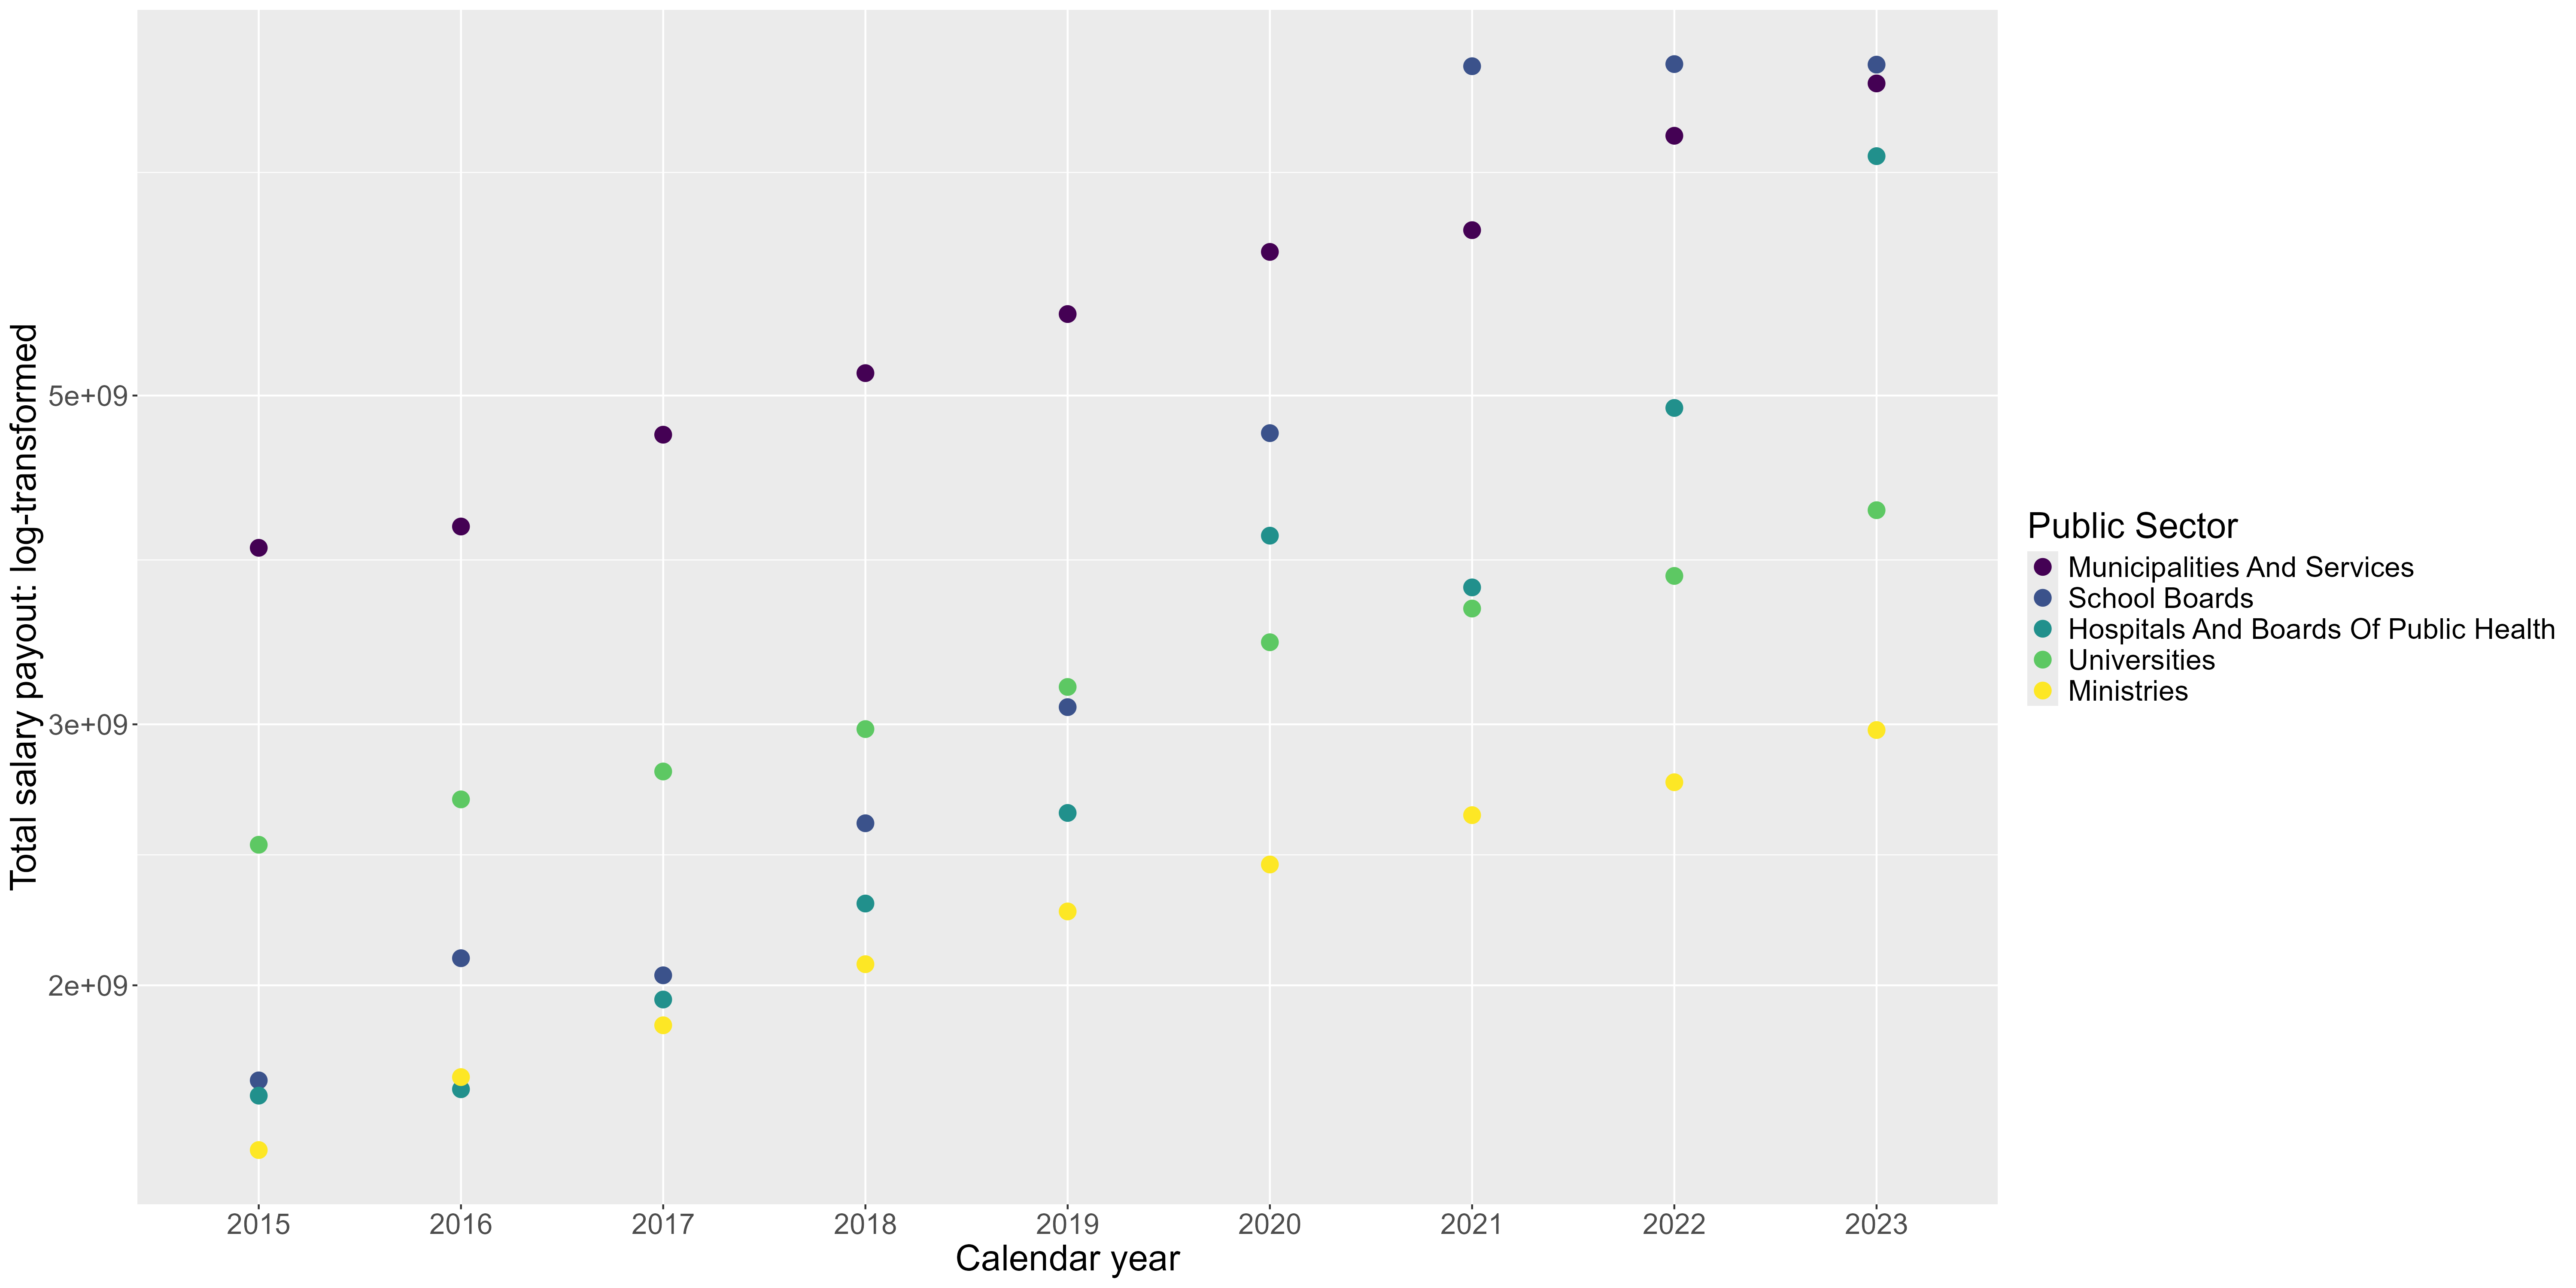 Total salary payout: log-transformed
5e+09
3e+09
2e+09
2015 2016 2017 2018 2019 2020 2021 2022 2023
Calendar year
Public Sector
Municipalities And Services
School Boards
Hospitals And Boards Of Public Health
Universities
Ministries